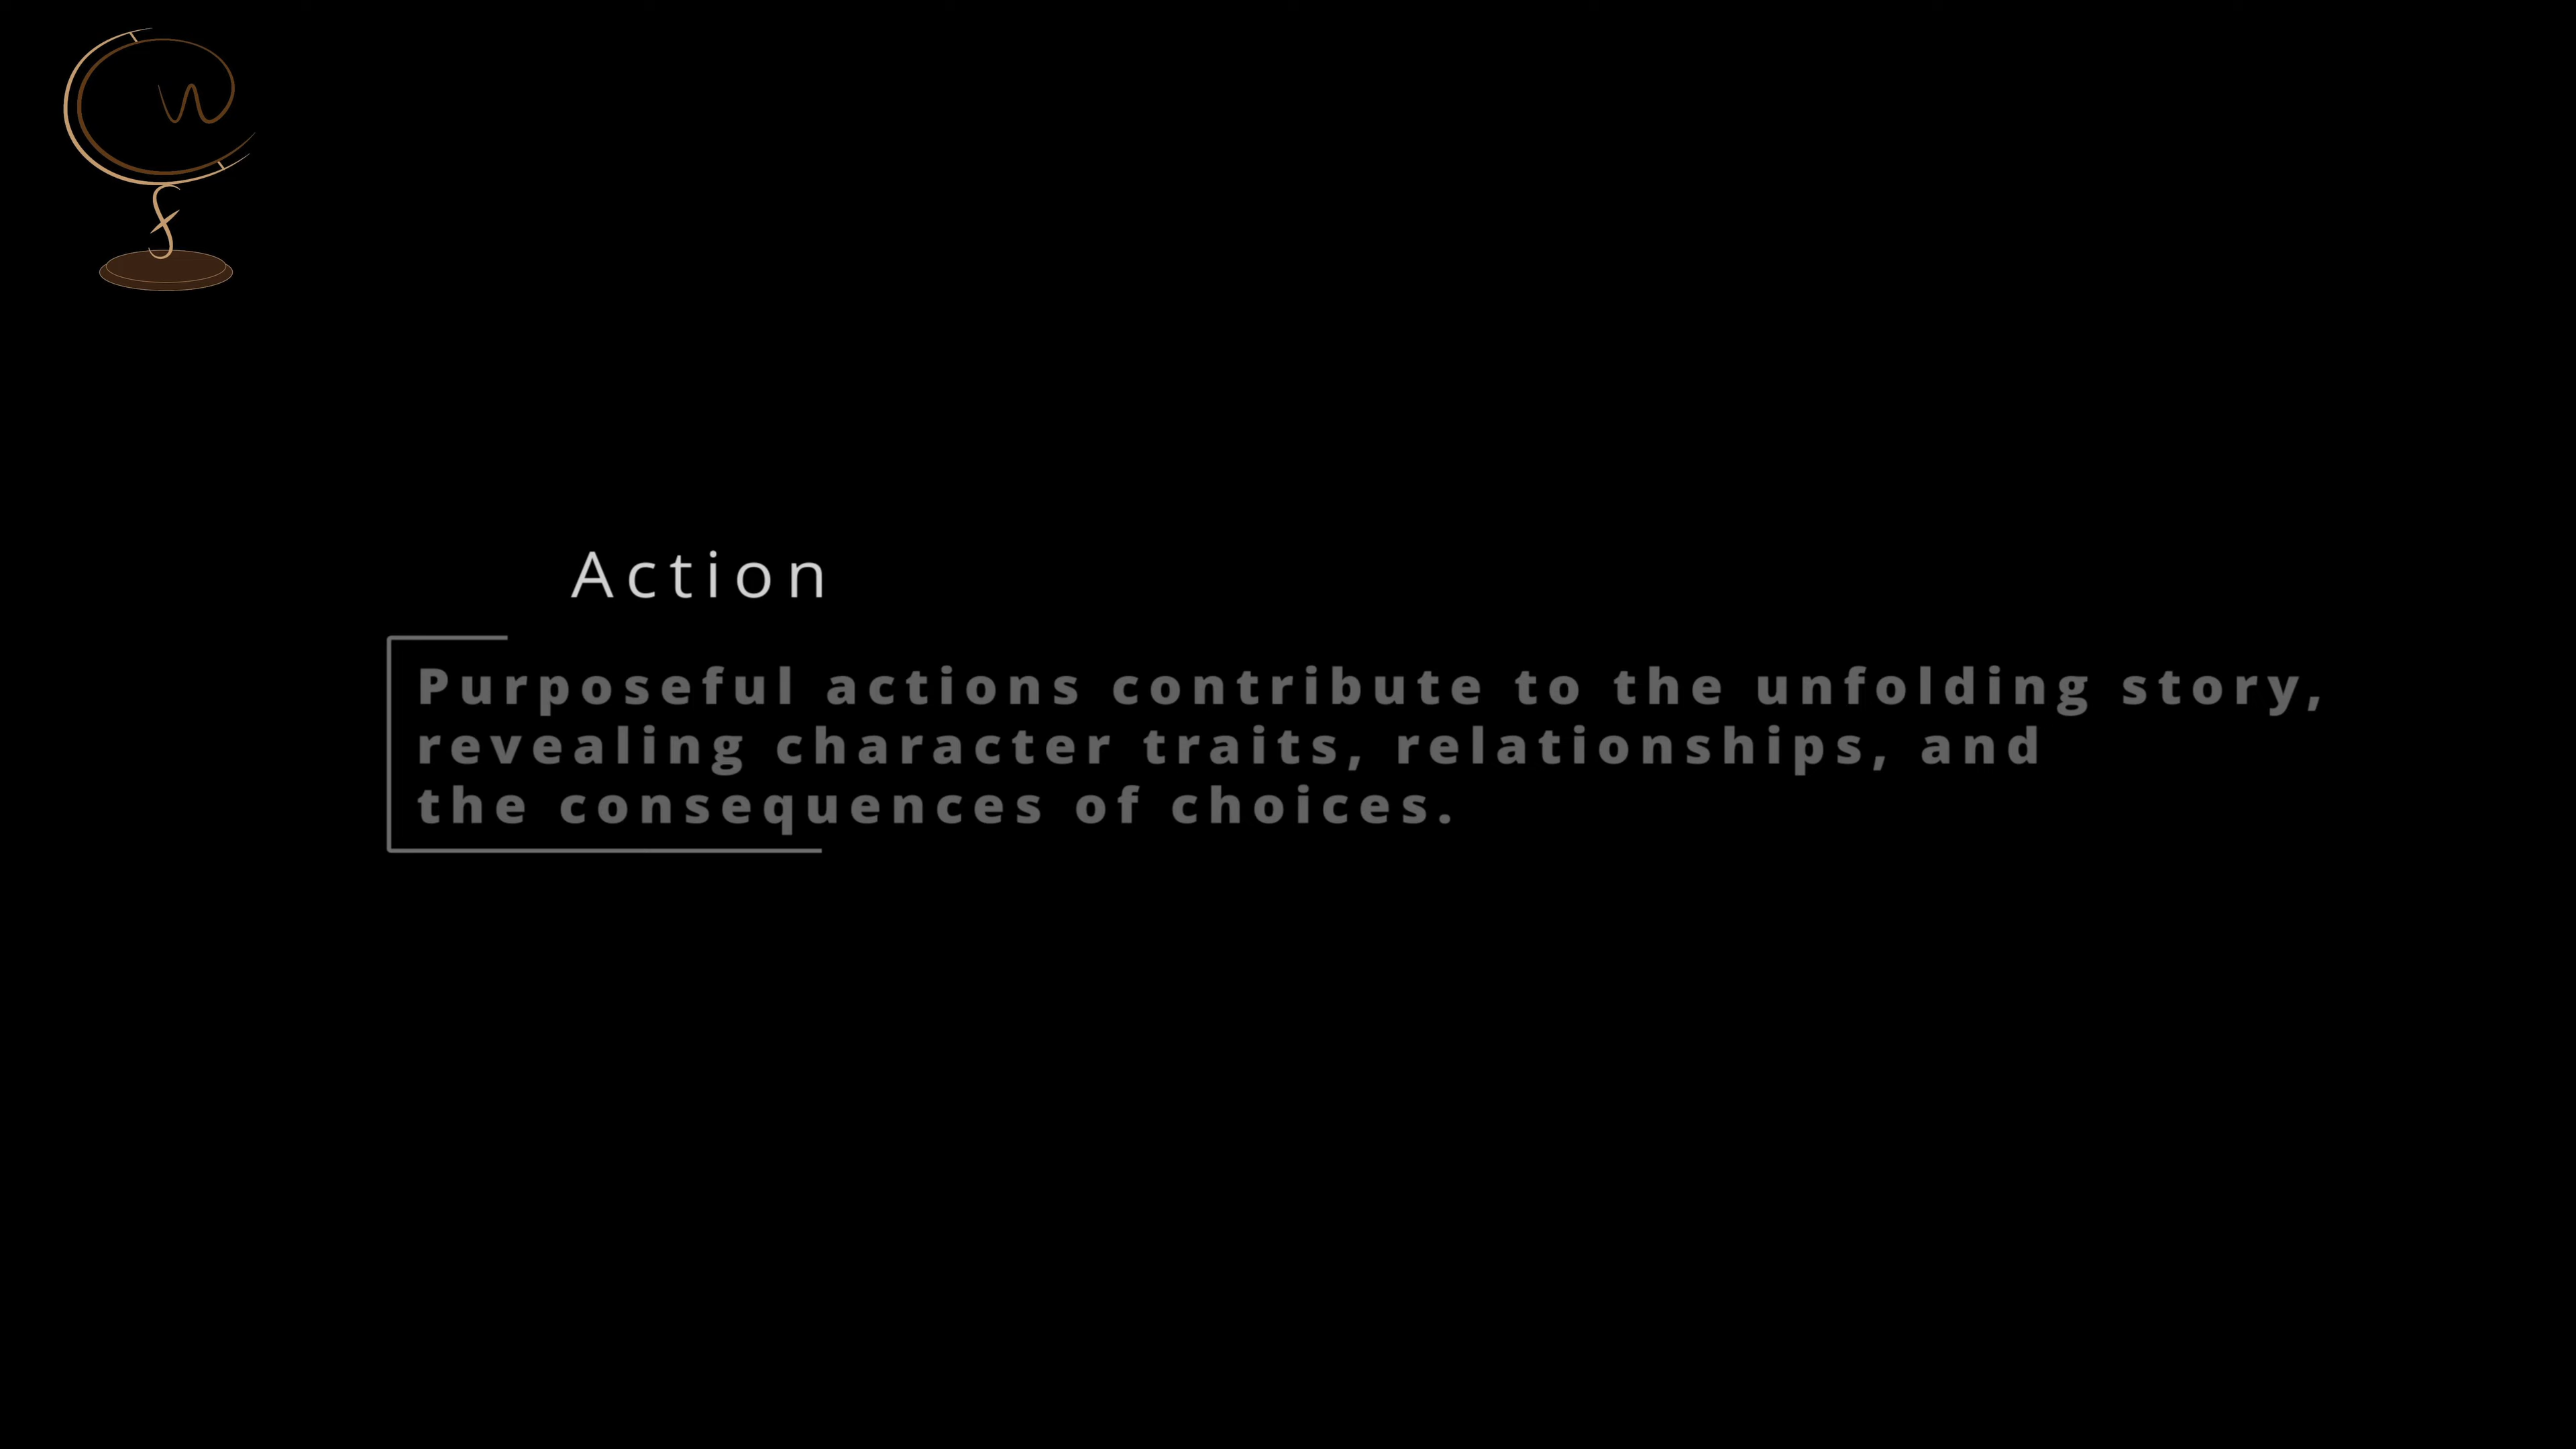 Action
Purposeful actions contribute to the unfolding story,
revealing character traits, relationships, and
the consequences of choices.